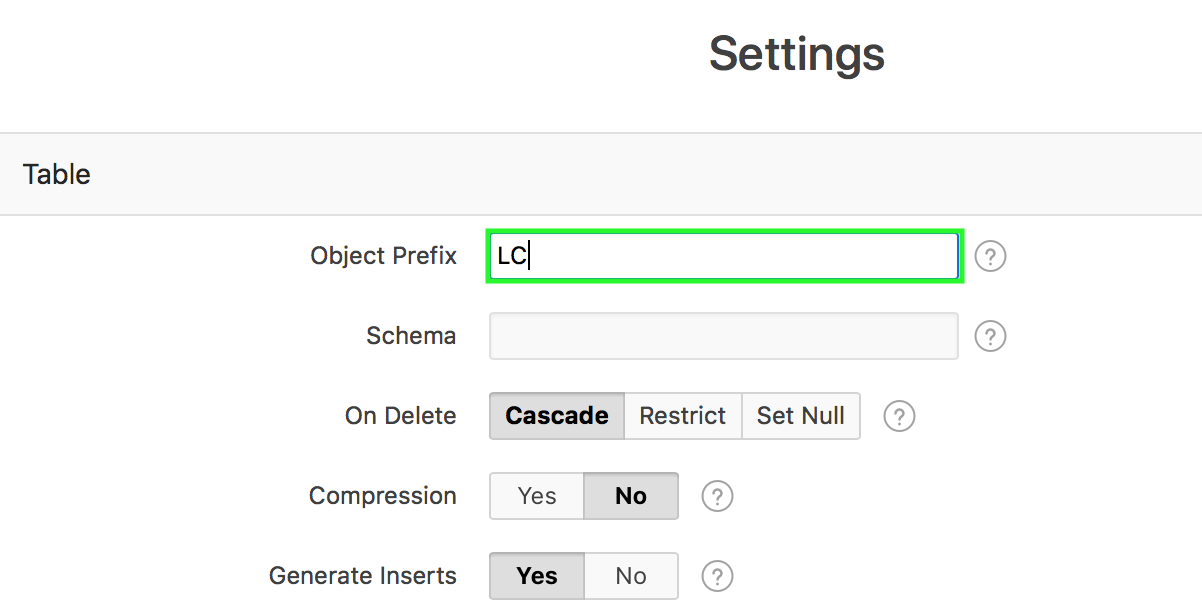 Settings
Table
Object Prefix LC ?
Schema ?
On Delete Cascade Restrict Set Null ?
Compression Yes No ?
Generate Inserts Yes No ?